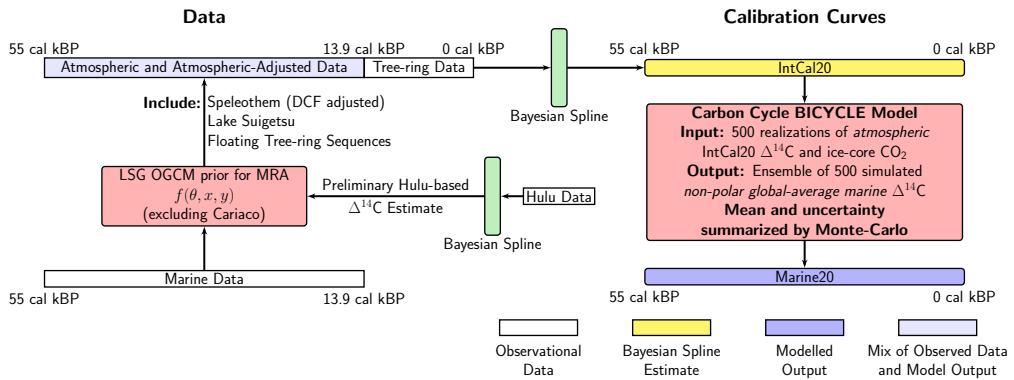 Data
Calibration Curves
55 cal kBP
13.9 cal kBP
0 cal kBP
55 cal kBP
0 cal kBP
Atmospheric and Atmospheric-Adjusted Data
Tree-ring Data
IntCal20
Bayesian Spline
Include: Speleothem (DCF adjusted)
Lake Suigetsu
Floating Tree-ring Sequences
Carbon Cycle BICYCLE Model
Input: 500 realizations of atmospheric
IntCal20 Δ¹⁴C and ice-core CO₂
Output: Ensemble of 500 simulated
non-polar global-average marine Δ¹⁴C
Mean and uncertainty
summarized by Monte-Carlo
LSG OGCM prior for MRA
f(θ, x, y)
(excluding Cariaco)
Preliminary Hulu-based
Δ¹⁴C Estimate
Hulu Data
Bayesian Spline
Marine Data
55 cal kBP
13.9 cal kBP
Marine20
55 cal kBP
0 cal kBP
Observational
Data
Bayesian Spline
Estimate
Modelled
Output
Mix of Observed Data
and Model Output